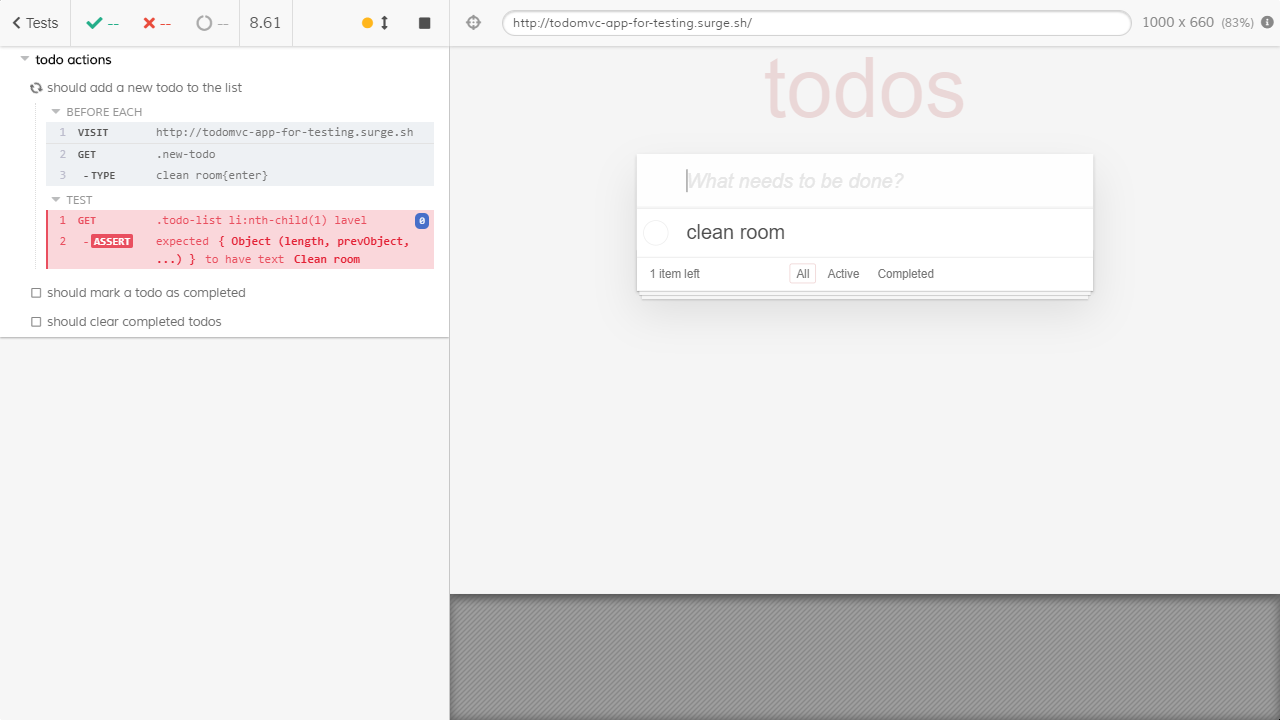 Tests -- -- -- 8.61
http://todomvc-app-for-testing.surge.sh/ 1000 x 660 (83%)
todo actions
should add a new todo to the list
BEFORE EACH
1 VISIT http://todomvc-app-for-testing.surge.sh
2 GET .new-todo
3 -TYPE clean room{enter}
TEST
1 GET .todo-list li:nth-child(1) lavel 0
2 -ASSERT expected { Object (length, prevObject,
...) } to have text Clean room
should mark a todo as completed
should clear completed todos
todos
What needs to be done?
clean room
1 item left All Active Completed